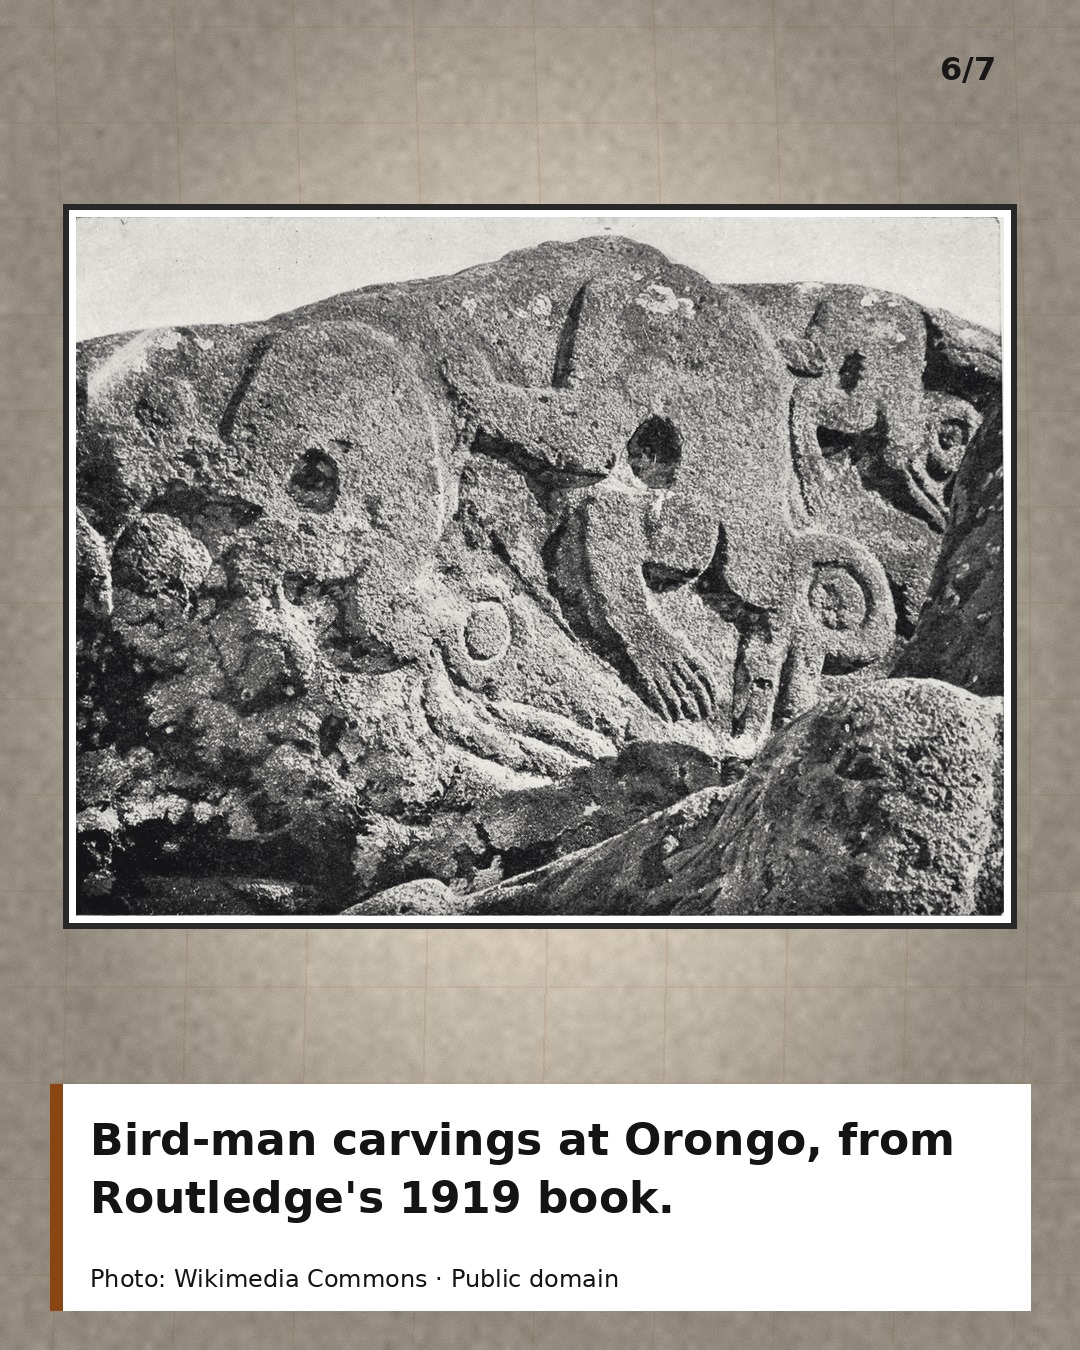 6/7
Bird-man carvings at Orongo, from
Routledge's 1919 book.
Photo: Wikimedia Commons · Public domain